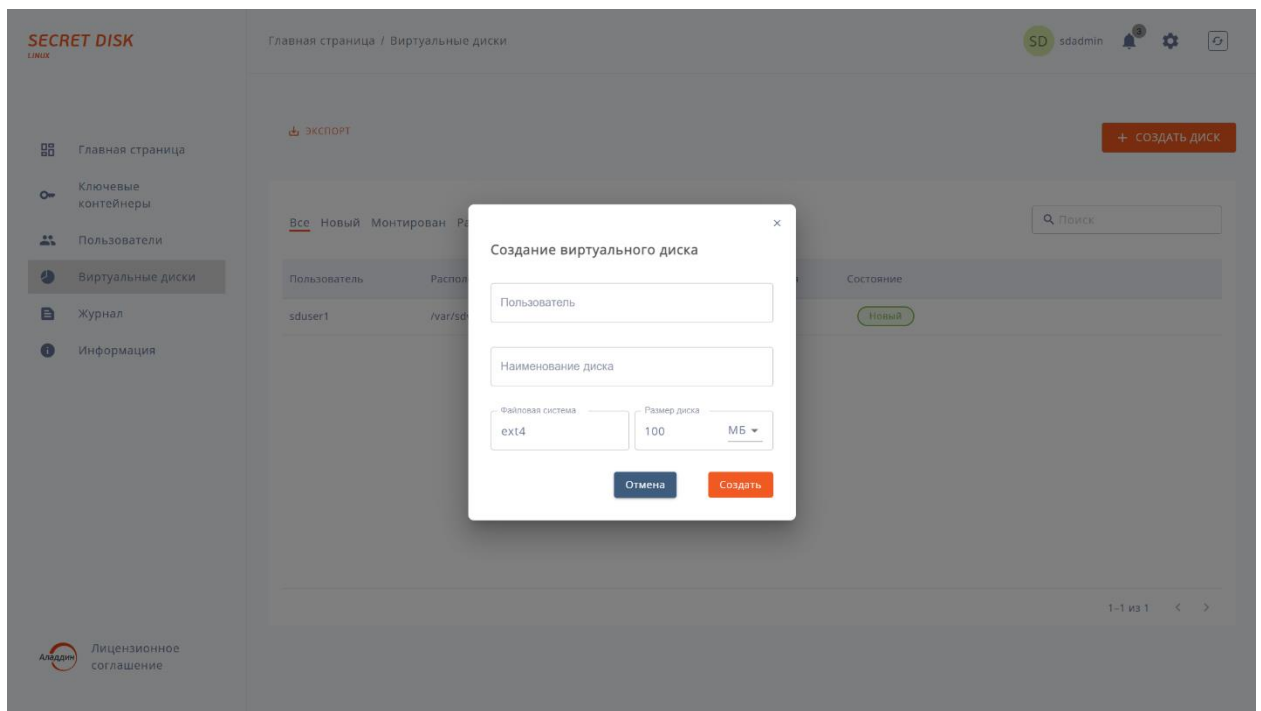 SECRET DISK
LINUX
Главная страница / Виртуальные диски
SD sdadmin 3
ЭКСПОРТ
+ СОЗДАТЬ ДИСК
Главная страница
Ключевые
контейнеры
Пользователи
Виртуальные диски
Журнал
Информация
Все Новый Монтирован
Поиск
Пользователь Состояние
sduser1 Новый
×
Создание виртуального диска
Пользователь
Наименование диска
Файловая система Размер диска
ext4 100 МБ
Отмена Создать
1–1 из 1 < >
Аладдин
Лицензионное
соглашение